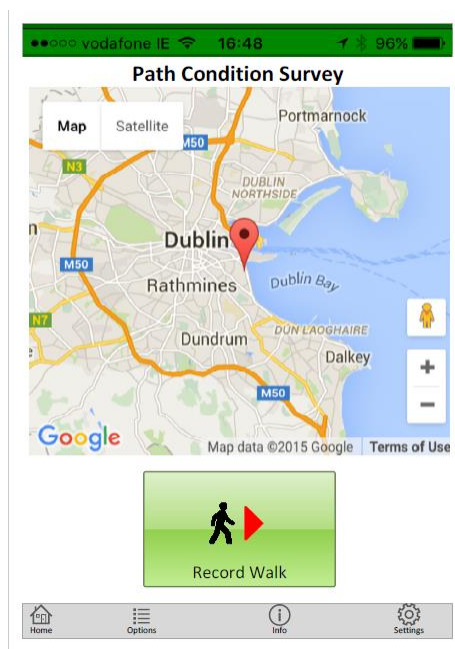 vodafone IE 16:48 96%
Path Condition Survey
Map Satellite
Portmarnock
M50
N3
DUBLIN
NORTHSIDE
Dublin
M50
Rathmines
Dublin Bay
N7
DUN LAOGHAIRE
Dundrum
Dalkey
M50
Google
Map data ©2015 Google Terms of Use
Record Walk
Home Options Info Settings